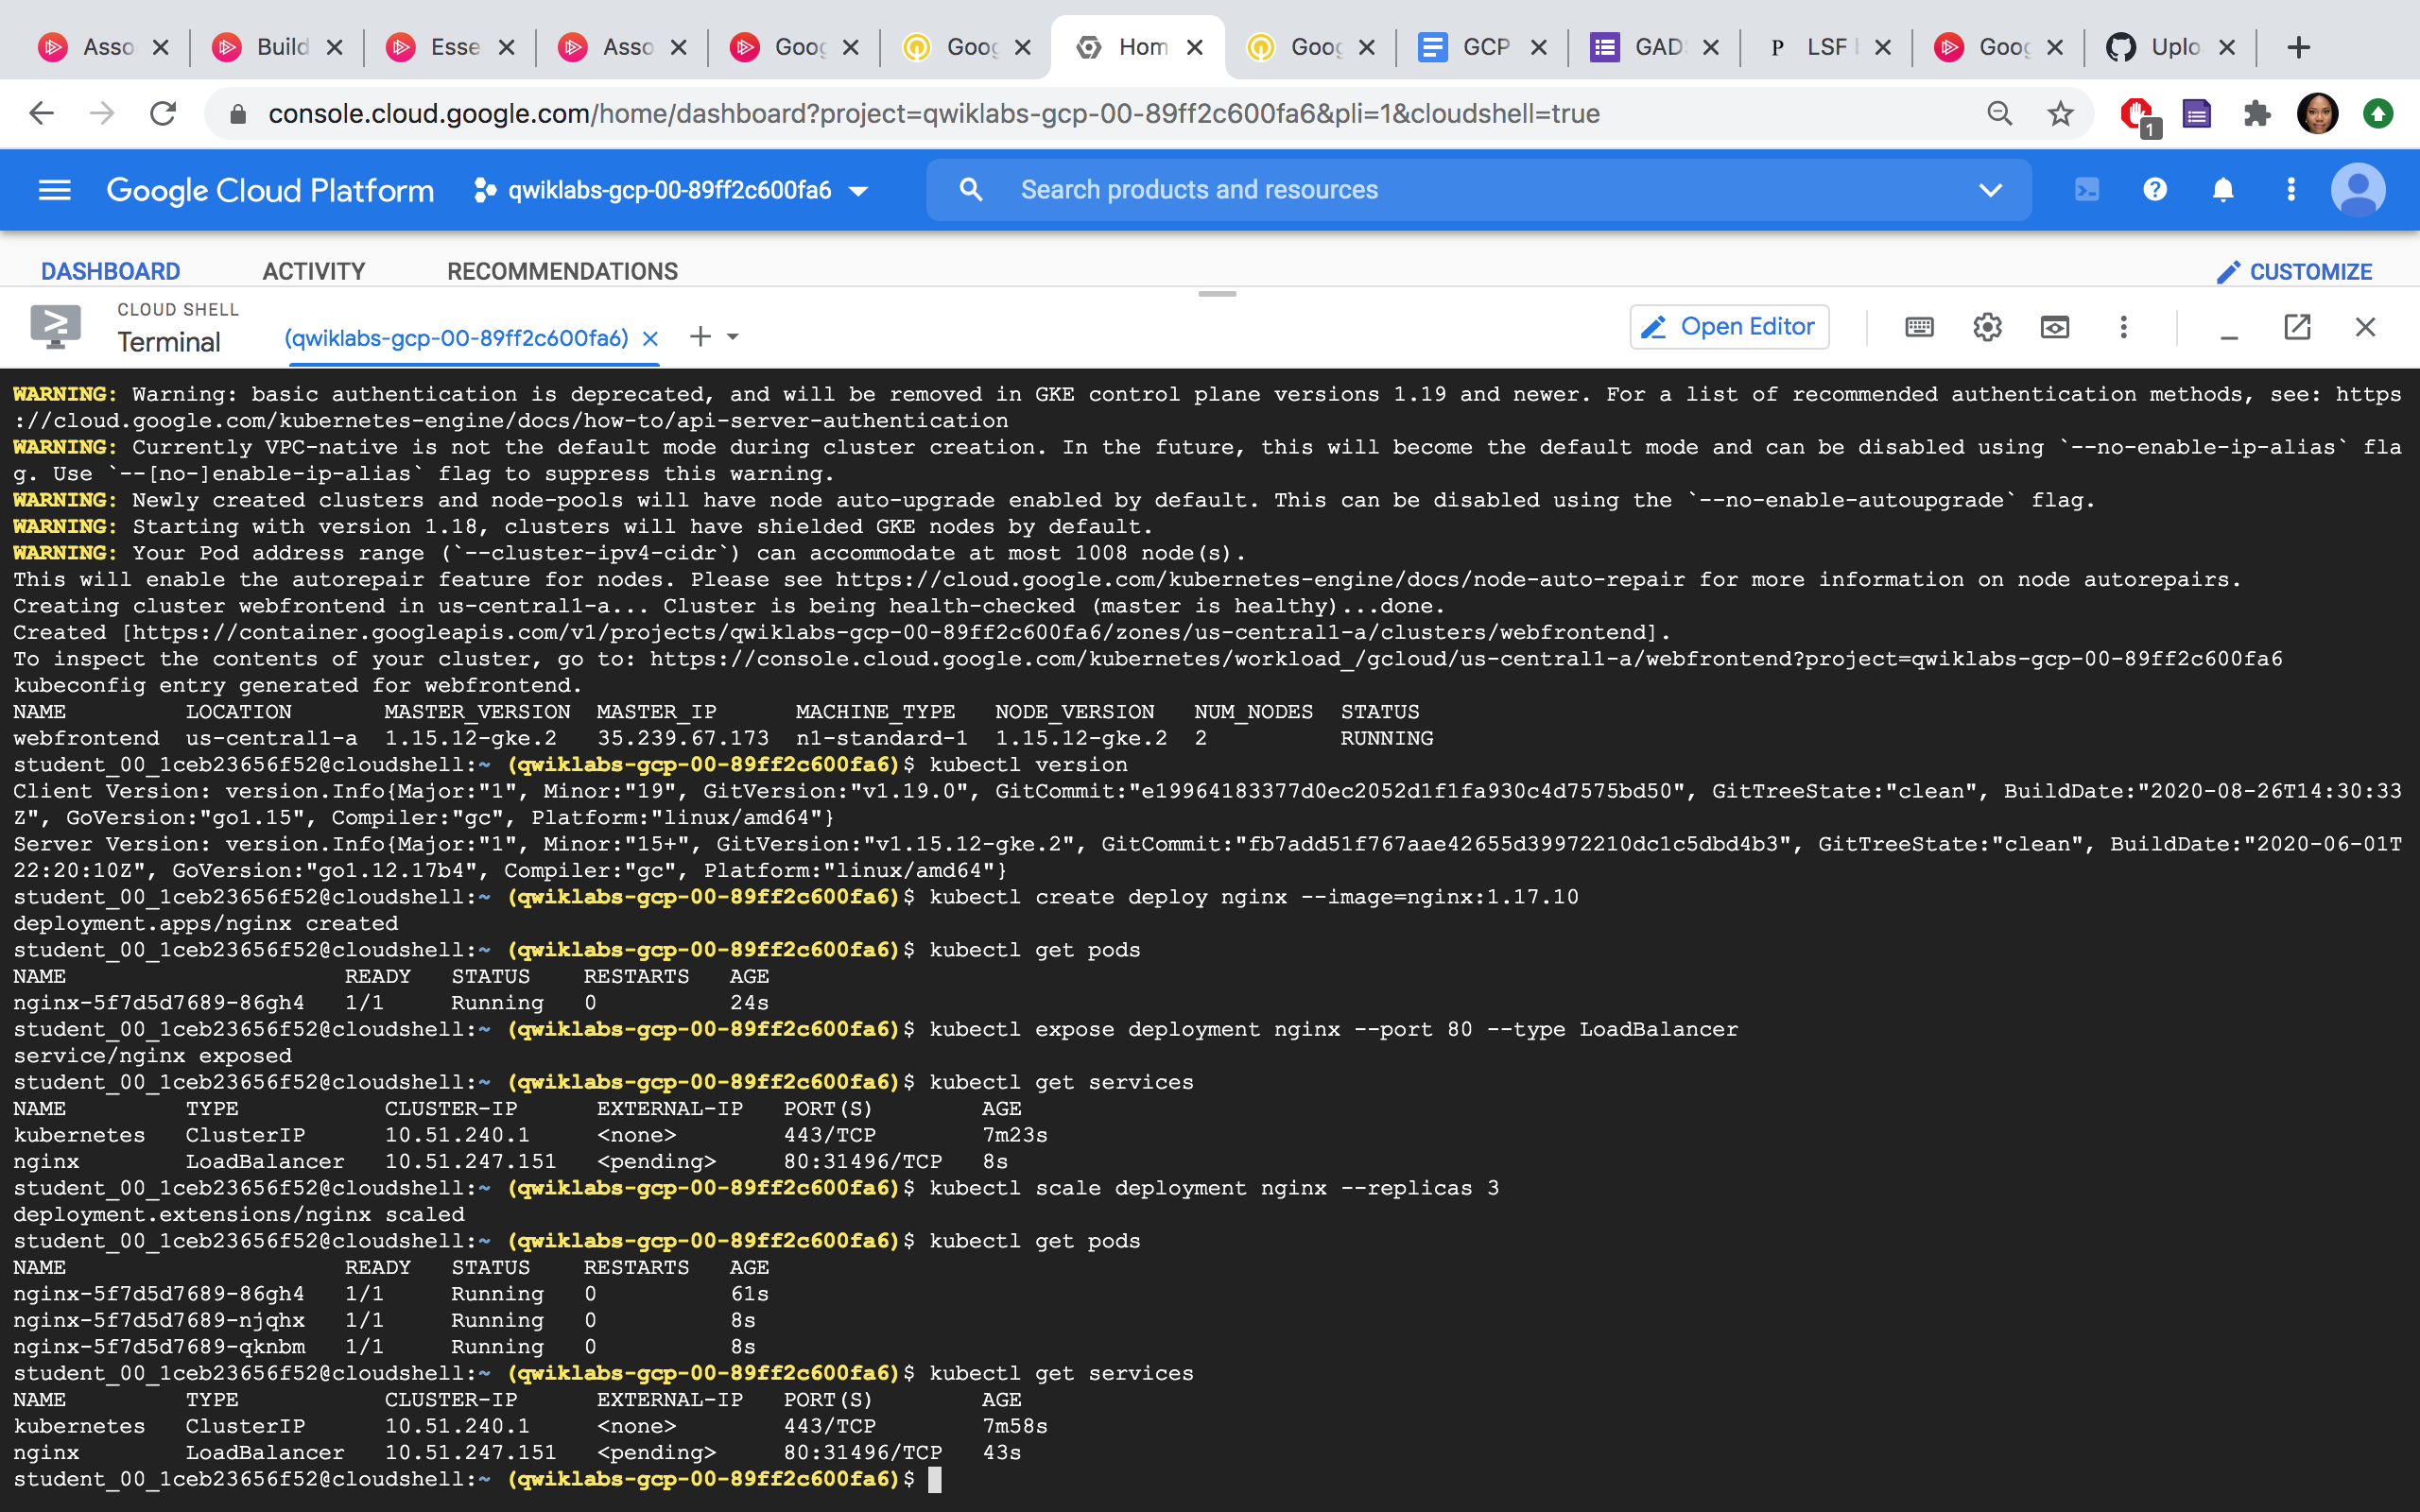 Asso
Build
Esse
Asso
Goog
Goog
Hom
Goog
GCP
GADS
LSF
Goog
Uplo
console.cloud.google.com/home/dashboard?project=qwiklabs-gcp-00-89ff2c600fa6&pli=1&cloudshell=true
1
Google Cloud Platform
qwiklabs-gcp-00-89ff2c600fa6
Search products and resources
DASHBOARD
ACTIVITY
RECOMMENDATIONS
CUSTOMIZE
CLOUD SHELL
Terminal
(qwiklabs-gcp-00-89ff2c600fa6)
Open Editor
WARNING: Warning: basic authentication is deprecated, and will be removed in GKE control plane versions 1.19 and newer. For a list of recommended authentication methods, see: https
://cloud.google.com/kubernetes-engine/docs/how-to/api-server-authentication
WARNING: Currently VPC-native is not the default mode during cluster creation. In the future, this will become the default mode and can be disabled using `--no-enable-ip-alias` fla
g. Use `--[no-]enable-ip-alias` flag to suppress this warning.
WARNING: Newly created clusters and node-pools will have node auto-upgrade enabled by default. This can be disabled using the `--no-enable-autoupgrade` flag.
WARNING: Starting with version 1.18, clusters will have shielded GKE nodes by default.
WARNING: Your Pod address range (`--cluster-ipv4-cidr`) can accommodate at most 1008 node(s).
This will enable the autorepair feature for nodes. Please see https://cloud.google.com/kubernetes-engine/docs/node-auto-repair for more information on node autorepairs.
Creating cluster webfrontend in us-central1-a... Cluster is being health-checked (master is healthy)...done.
Created [https://container.googleapis.com/v1/projects/qwiklabs-gcp-00-89ff2c600fa6/zones/us-central1-a/clusters/webfrontend].
To inspect the contents of your cluster, go to: https://console.cloud.google.com/kubernetes/workload_/gcloud/us-central1-a/webfrontend?project=qwiklabs-gcp-00-89ff2c600fa6
kubeconfig entry generated for webfrontend.
NAME LOCATION MASTER_VERSION MASTER_IP MACHINE_TYPE NODE_VERSION NUM_NODES STATUS
webfrontend us-central1-a 1.15.12-gke.2 35.239.67.173 n1-standard-1 1.15.12-gke.2 2 RUNNING
student_00_1ceb23656f52@cloudshell:~ (qwiklabs-gcp-00-89ff2c600fa6)$ kubectl version
Client Version: version.Info{Major:"1", Minor:"19", GitVersion:"v1.19.0", GitCommit:"e19964183377d0ec2052d1f1fa930c4d7575bd50", GitTreeState:"clean", BuildDate:"2020-08-26T14:30:33
Z", GoVersion:"go1.15", Compiler:"gc", Platform:"linux/amd64"}
Server Version: version.Info{Major:"1", Minor:"15+", GitVersion:"v1.15.12-gke.2", GitCommit:"fb7add51f767aae42655d39972210dc1c5dbd4b3", GitTreeState:"clean", BuildDate:"2020-06-01T
22:20:10Z", GoVersion:"go1.12.17b4", Compiler:"gc", Platform:"linux/amd64"}
student_00_1ceb23656f52@cloudshell:~ (qwiklabs-gcp-00-89ff2c600fa6)$ kubectl create deploy nginx --image=nginx:1.17.10
deployment.apps/nginx created
student_00_1ceb23656f52@cloudshell:~ (qwiklabs-gcp-00-89ff2c600fa6)$ kubectl get pods
NAME READY STATUS RESTARTS AGE
nginx-5f7d5d7689-86gh4 1/1 Running 0 24s
student_00_1ceb23656f52@cloudshell:~ (qwiklabs-gcp-00-89ff2c600fa6)$ kubectl expose deployment nginx --port 80 --type LoadBalancer
service/nginx exposed
student_00_1ceb23656f52@cloudshell:~ (qwiklabs-gcp-00-89ff2c600fa6)$ kubectl get services
NAME TYPE CLUSTER-IP EXTERNAL-IP PORT(S) AGE
kubernetes ClusterIP 10.51.240.1 <none> 443/TCP 7m23s
nginx LoadBalancer 10.51.247.151 <pending> 80:31496/TCP 8s
student_00_1ceb23656f52@cloudshell:~ (qwiklabs-gcp-00-89ff2c600fa6)$ kubectl scale deployment nginx --replicas 3
deployment.extensions/nginx scaled
student_00_1ceb23656f52@cloudshell:~ (qwiklabs-gcp-00-89ff2c600fa6)$ kubectl get pods
NAME READY STATUS RESTARTS AGE
nginx-5f7d5d7689-86gh4 1/1 Running 0 61s
nginx-5f7d5d7689-njqhx 1/1 Running 0 8s
nginx-5f7d5d7689-qknbm 1/1 Running 0 8s
student_00_1ceb23656f52@cloudshell:~ (qwiklabs-gcp-00-89ff2c600fa6)$ kubectl get services
NAME TYPE CLUSTER-IP EXTERNAL-IP PORT(S) AGE
kubernetes ClusterIP 10.51.240.1 <none> 443/TCP 7m58s
nginx LoadBalancer 10.51.247.151 <pending> 80:31496/TCP 43s
student_00_1ceb23656f52@cloudshell:~ (qwiklabs-gcp-00-89ff2c600fa6)$